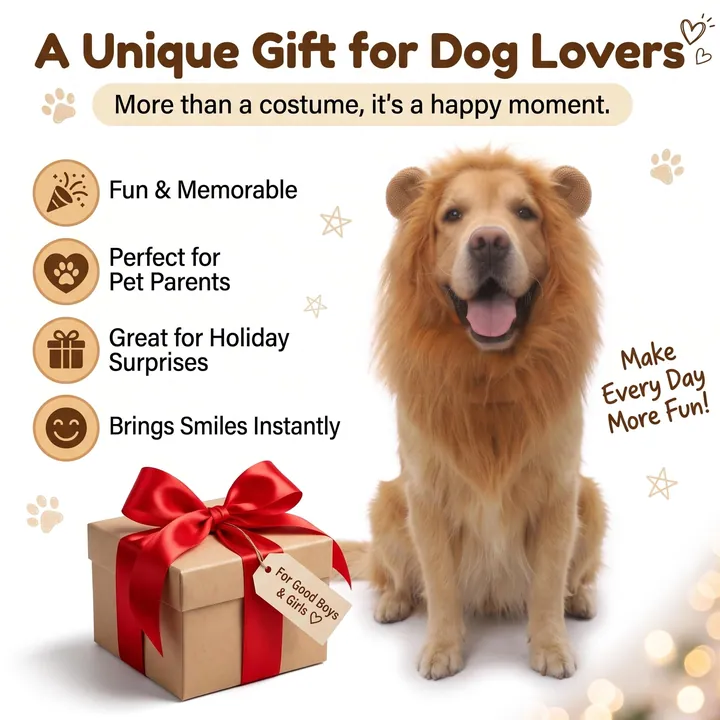 A Unique Gift for Dog Lovers
More than a costume, it's a happy moment.
Fun & Memorable
Perfect for
Pet Parents
Great for Holiday
Surprises
Brings Smiles Instantly
Make
Every Day
More Fun!
For Good Boys
& Girls